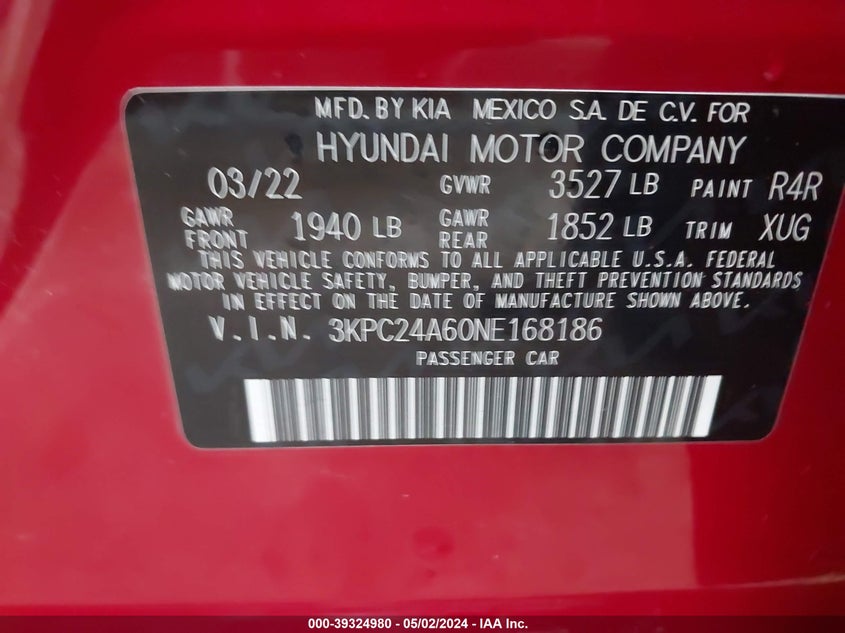 MFD. BY KIA MEXICO S.A. DE C.V. FOR
HYUNDAI MOTOR COMPANY
03/22 GVWR 3527 LB PAINT R4R
GAWR FRONT 1940 LB GAWR REAR 1852 LB TRIM XUG
THIS VEHICLE CONFORMS TO ALL APPLICABLE U.S.A. FEDERAL
MOTOR VEHICLE SAFETY, BUMPER, AND THEFT PREVENTION STANDARDS
IN EFFECT ON THE DATE OF MANUFACTURE SHOWN ABOVE.
V.I.N. 3KPC24A60NE168186
PASSENGER CAR
000-39324980 - 05/02/2024 - IAA Inc.